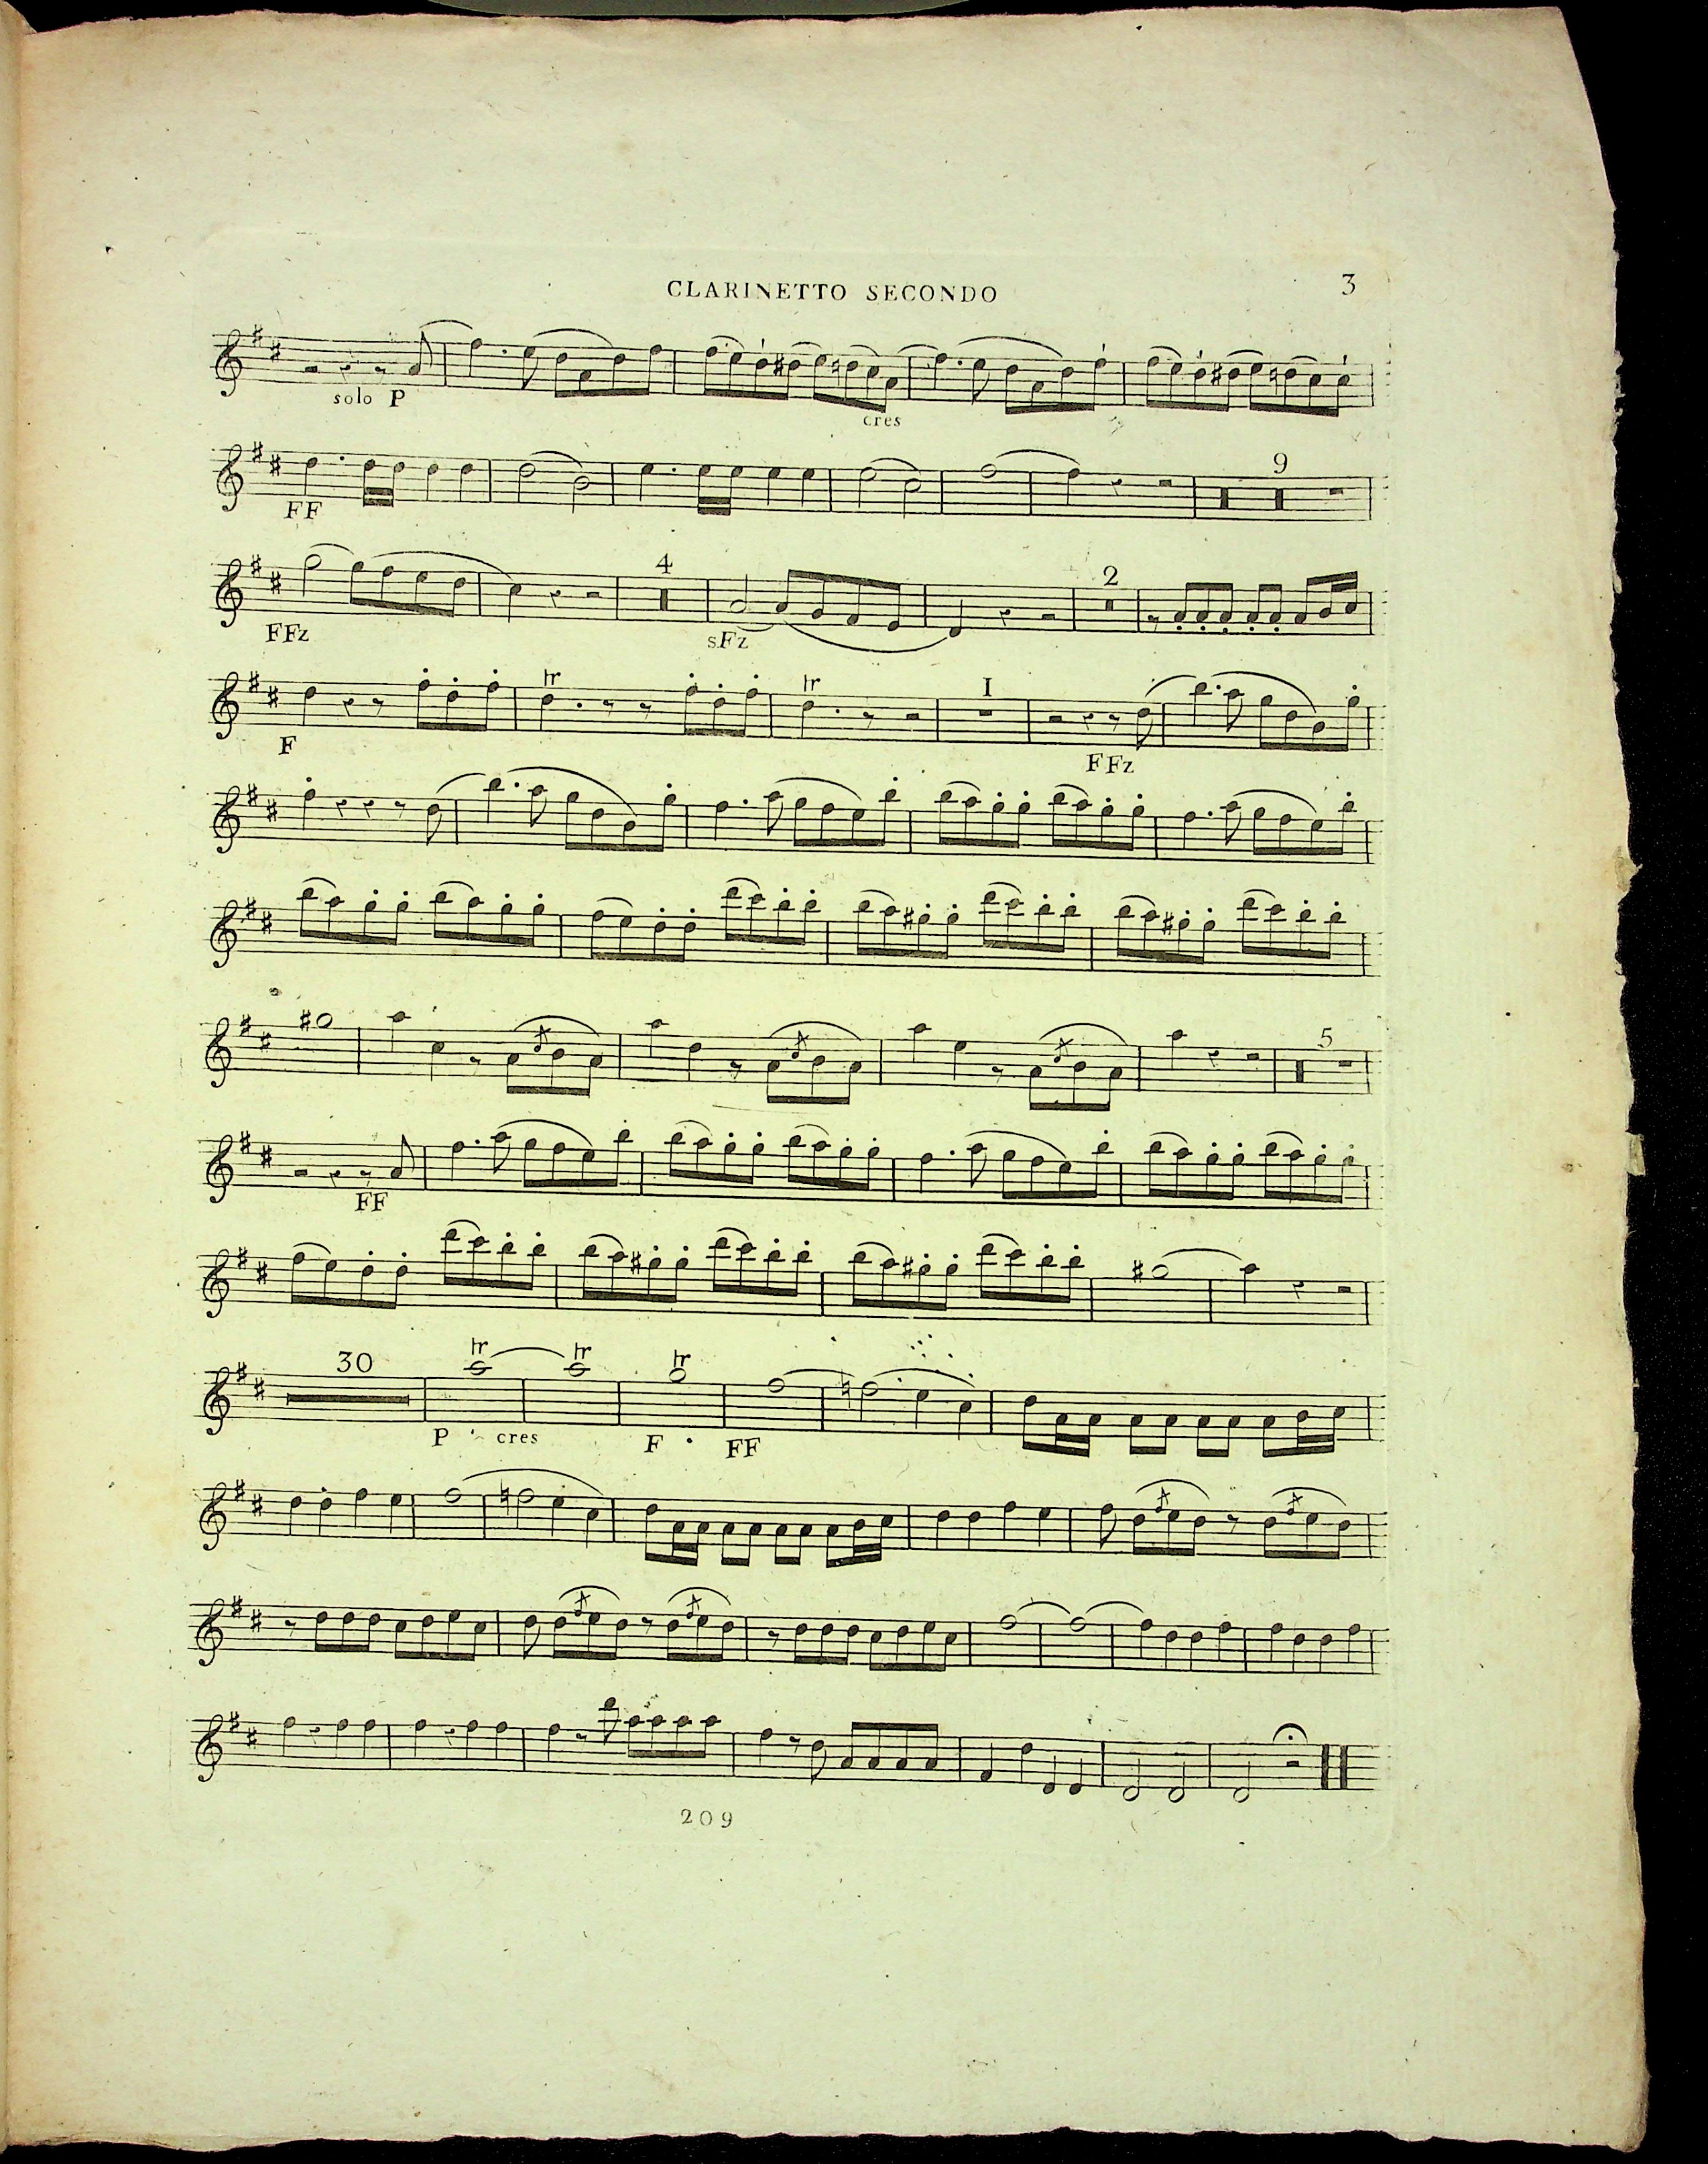 CLARINETTO SECONDO 3
solo P
cres
9
FF
4
2
FFz sFz
tr tr 1
F FFz
5
FF
30 tr tr tr
P cres F FF
209